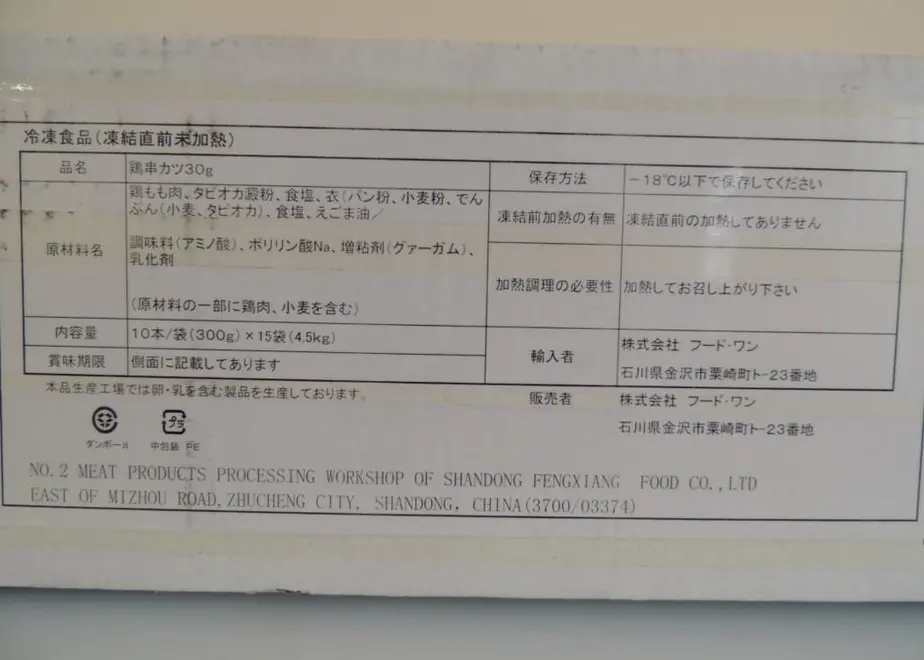 冷凍食品(凍結直前未加熱)
品名
鶏串カツ30g
原材料名
鶏もも肉、タピオカ澱粉、食塩、衣(パン粉、小麦粉、でん
ぷん(小麦、タピオカ)、食塩、えごま油/
調味料(アミノ酸)、ポリリン酸Na、増粘剤(グァーガム)、
乳化剤
(原材料の一部に鶏肉、小麦を含む)
内容量
10本/袋(300g)×15袋(4.5kg)
賞味期限
側面に記載してあります
保存方法
-18℃以下で保存してください
凍結前加熱の有無
凍結直前の加熱してありません
加熱調理の必要性
加熱してお召し上がり下さい
輸入者
株式会社 フード・ワン
石川県金沢市粟崎町ト-23番地
販売者
株式会社 フード・ワン
石川県金沢市粟崎町ト-23番地
本品生産工場では卵・乳を含む製品を生産しております。
プラ
ダンボール
中包装 PE
NO.2 MEAT PRODUCTS PROCESSING WORKSHOP OF SHANDONG FENGXIANG FOOD CO.,LTD
EAST OF MIZHOU ROAD,ZHUCHENG CITY, SHANDONG, CHINA(3700/03374)